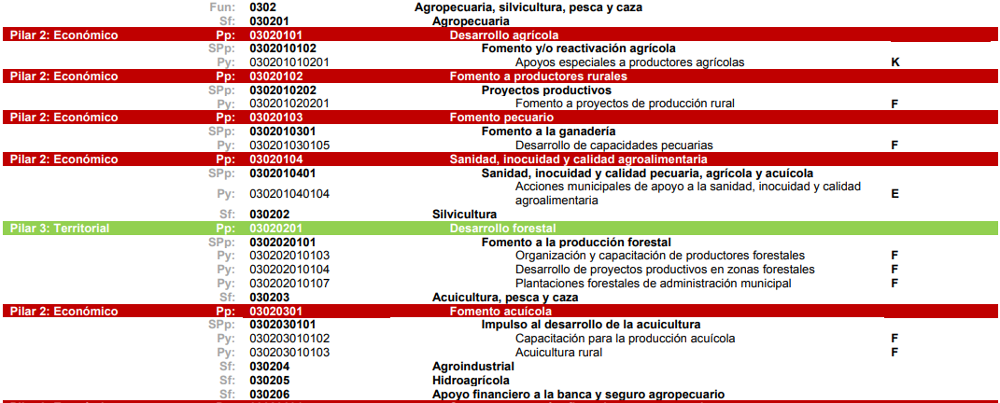 Fun: 0302 Agropecuaria, silvicultura, pesca y caza
Sf: 030201 Agropecuaria
Pilar 2: Económico Pp: 03020101 Desarrollo agrícola
SPp: 0302010102 Fomento y/o reactivación agrícola
Py: 030201010201 Apoyos especiales a productores agrícolas K
Pilar 2: Económico Pp: 03020102 Fomento a productores rurales
SPp: 0302010202 Proyectos productivos
Py: 030201020201 Fomento a proyectos de producción rural F
Pilar 2: Económico Pp: 03020103 Fomento pecuario
SPp: 0302010301 Fomento a la ganadería
Py: 030201030105 Desarrollo de capacidades pecuarias F
Pilar 2: Económico Pp: 03020104 Sanidad, inocuidad y calidad agroalimentaria
SPp: 0302010401 Sanidad, inocuidad y calidad pecuaria, agrícola y acuícola
Py: 030201040104 Acciones municipales de apoyo a la sanidad, inocuidad y calidad E
agroalimentaria
Sf: 030202 Silvicultura
Pilar 3: Territorial Pp: 03020201 Desarrollo forestal
SPp: 0302020101 Fomento a la producción forestal
Py: 030202010103 Organización y capacitación de productores forestales F
Py: 030202010104 Desarrollo de proyectos productivos en zonas forestales F
Py: 030202010107 Plantaciones forestales de administración municipal F
Sf: 030203 Acuicultura, pesca y caza
Pilar 2: Económico Pp: 03020301 Fomento acuícola
SPp: 0302030101 Impulso al desarrollo de la acuicultura
Py: 030203010102 Capacitación para la producción acuícola F
Py: 030203010103 Acuicultura rural F
Sf: 030204 Agroindustrial
Sf: 030205 Hidroagrícola
Sf: 030206 Apoyo financiero a la banca y seguro agropecuario